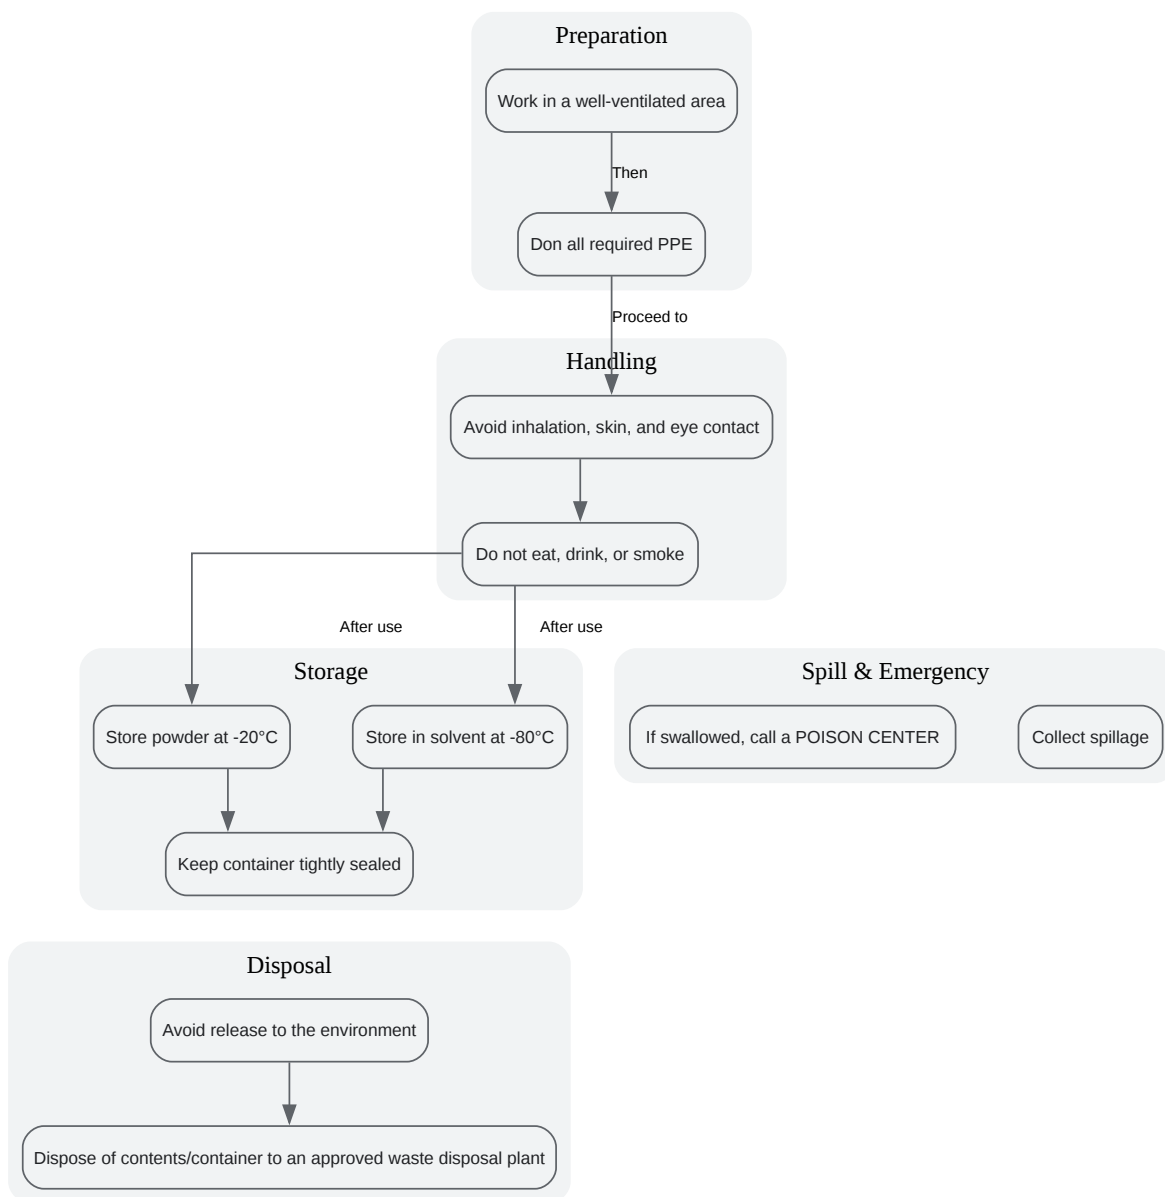 Preparation
Work in a well-ventilated area
Then
Don all required PPE
Proceed to
Handling
Avoid inhalation, skin, and eye contact
Do not eat, drink, or smoke
After use
After use
Storage
Store powder at -20°C
Store in solvent at -80°C
Keep container tightly sealed
Spill & Emergency
If swallowed, call a POISON CENTER
Collect spillage
Disposal
Avoid release to the environment
Dispose of contents/container to an approved waste disposal plant